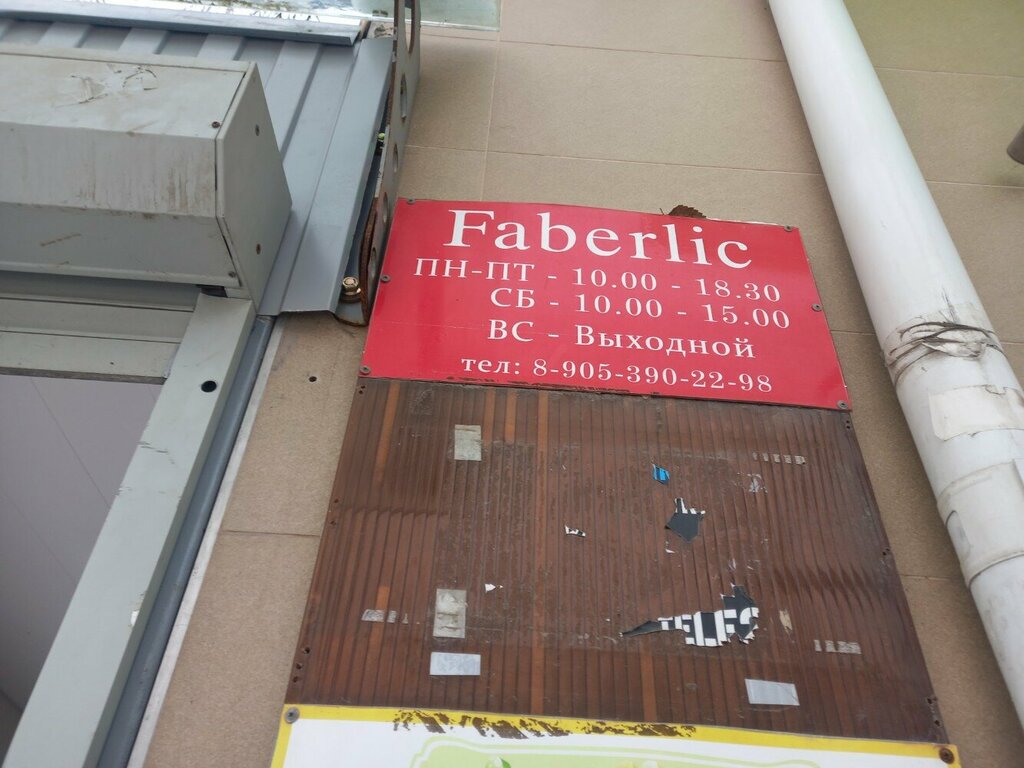 Faberlic
ПН-ПТ - 10.00 - 18.30
СБ - 10.00 - 15.00
ВС - Выходной
тел: 8-905-390-22-98